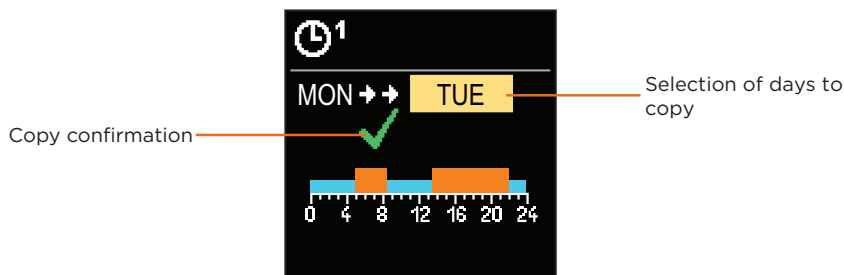 1
MON TUE
Selection of days to
copy
Copy confirmation
0 4 8 12 16 20 24